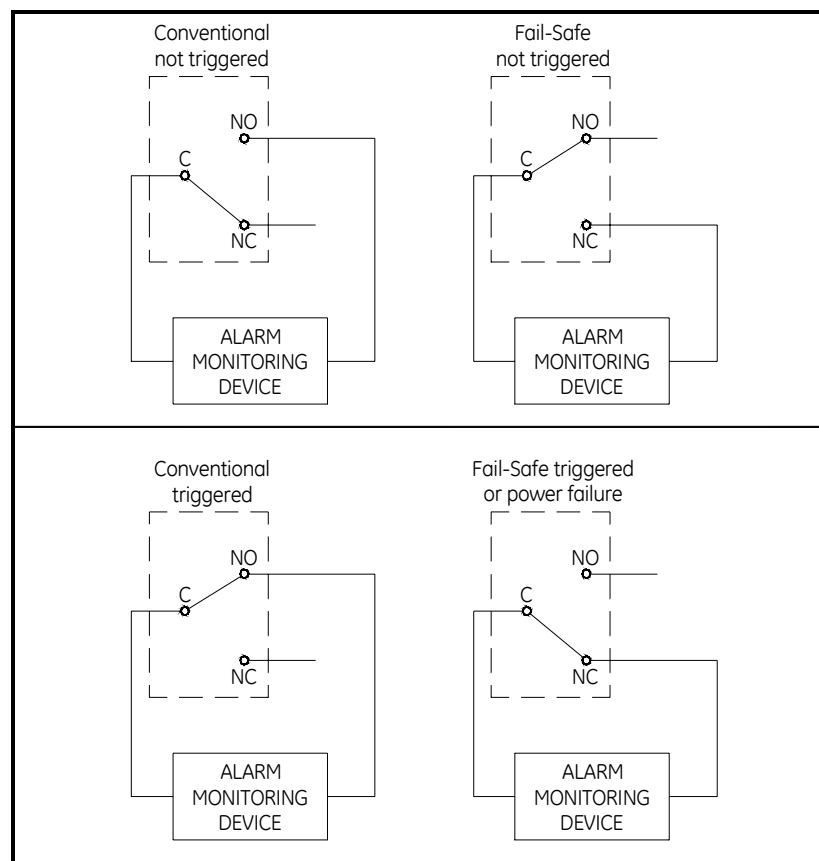 Conventional
not triggered
NO
C
NC
ALARM
MONITORING
DEVICE
Fail-Safe
not triggered
NO
C
NC
ALARM
MONITORING
DEVICE
Conventional
triggered
NO
C
NC
ALARM
MONITORING
DEVICE
Fail-Safe triggered
or power failure
NO
C
NC
ALARM
MONITORING
DEVICE